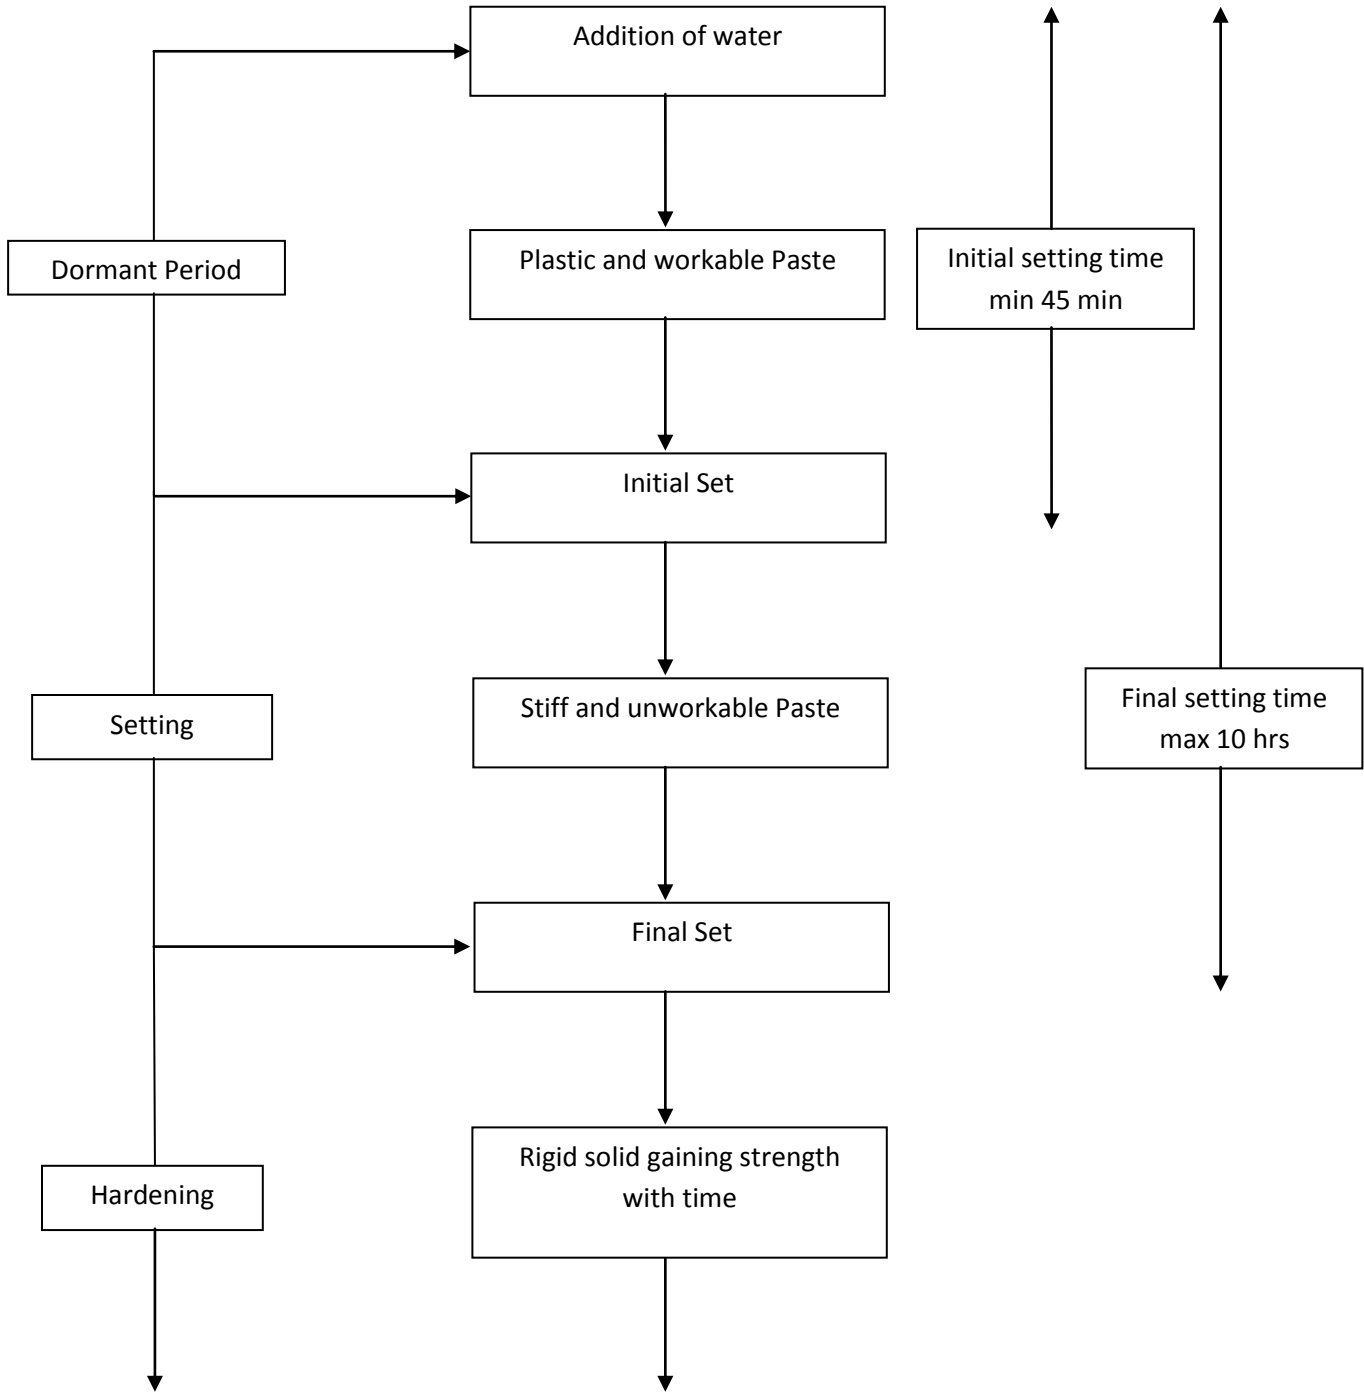 Addition of water
Dormant Period
Plastic and workable Paste
Initial setting time
min 45 min
Initial Set
Setting
Stiff and unworkable Paste
Final setting time
max 10 hrs
Final Set
Hardening
Rigid solid gaining strength
with time